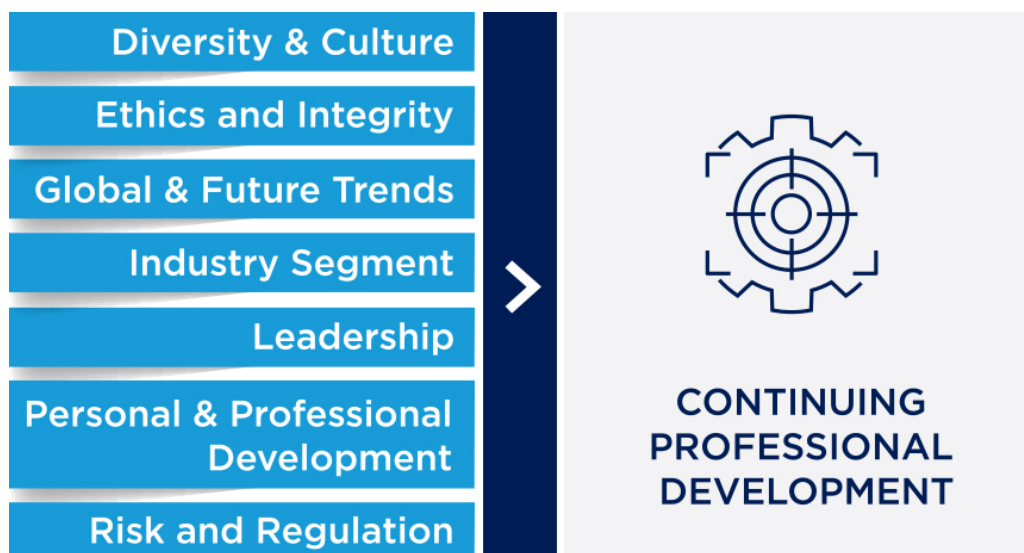 Diversity & Culture
Ethics and Integrity
Global & Future Trends
Industry Segment
Leadership
Personal & Professional
Development
Risk and Regulation
CONTINUING
PROFESSIONAL
DEVELOPMENT